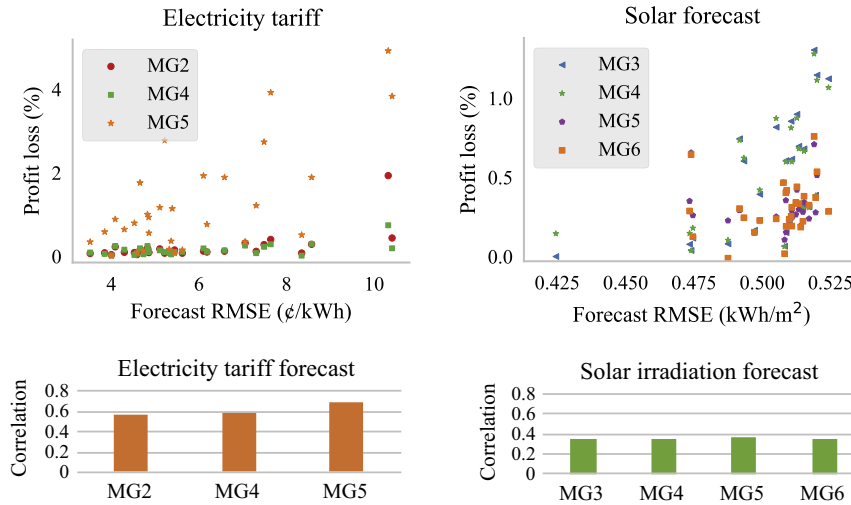 Electricity tariff
MG2
MG4
MG5
Profit loss (%)
4
2
0
4
6
8
10
Forecast RMSE (¢/kWh)
Solar forecast
MG3
MG4
MG5
MG6
Profit loss (%)
1.0
0.5
0.0
0.425
0.450
0.475
0.500
0.525
Forecast RMSE (kWh/m²)
Electricity tariff forecast
Correlation
0.8
0.6
0.4
0.2
0
MG2
MG4
MG5
Solar irradiation forecast
Correlation
0.8
0.6
0.4
0.2
0
MG3
MG4
MG5
MG6